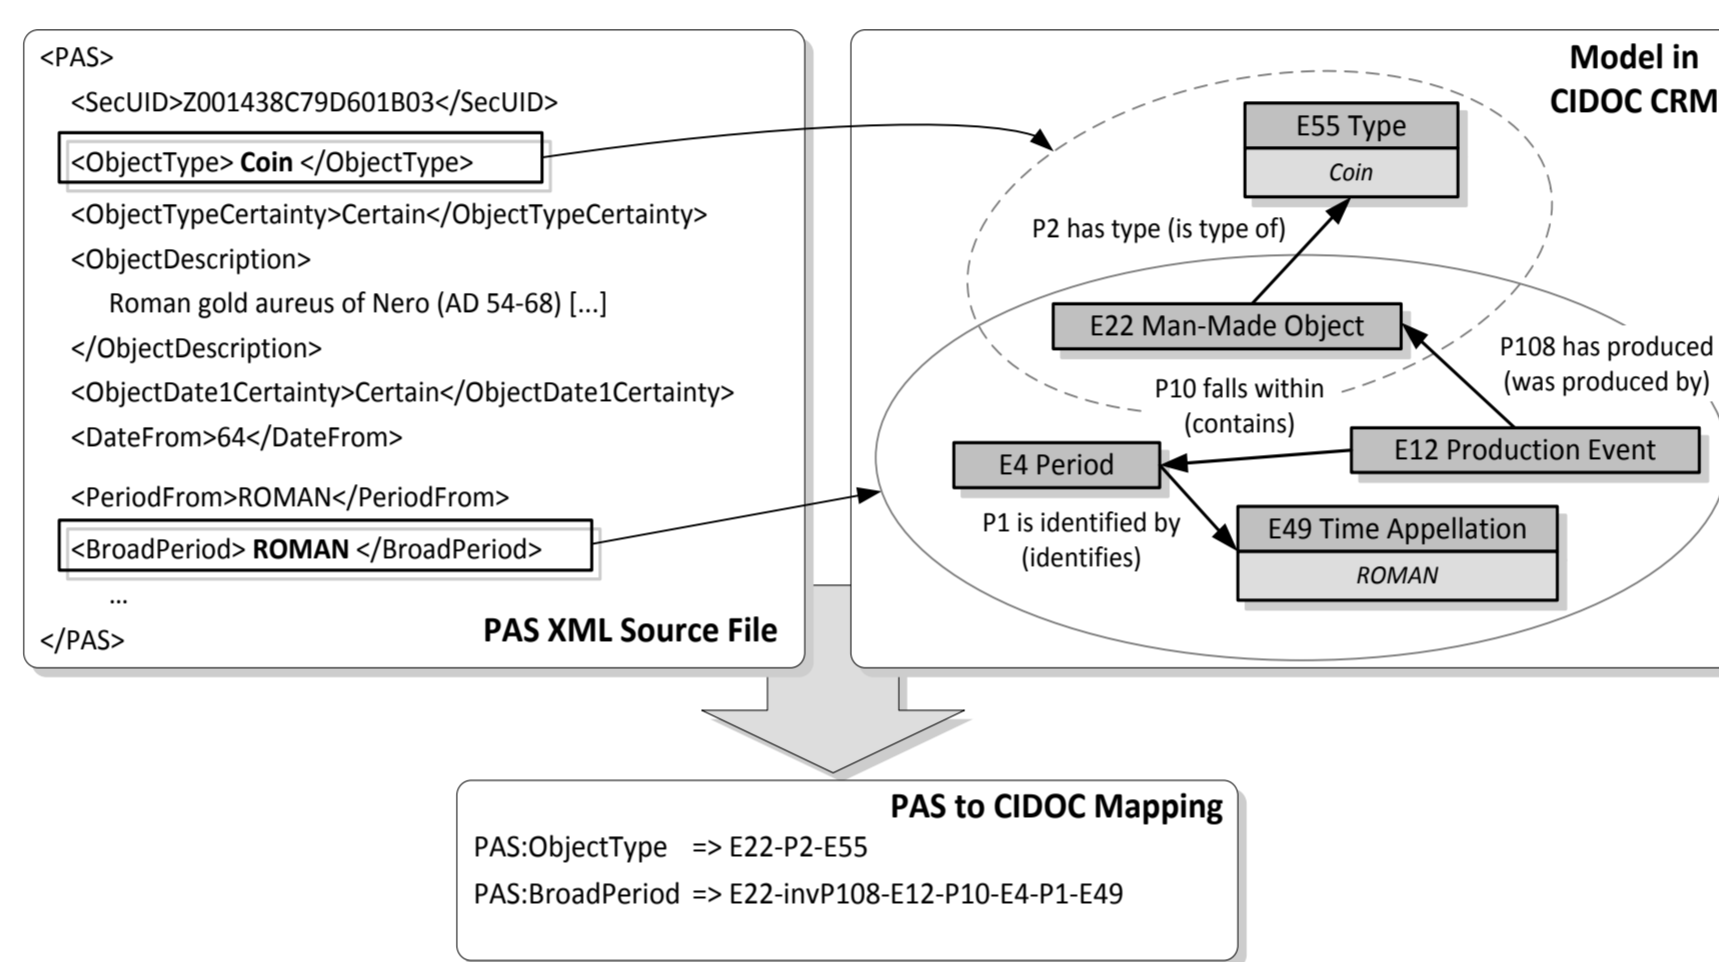 <PAS>
<SecUID>Z001438C79D601B03</SecUID>
<ObjectType> Coin </ObjectType>
<ObjectTypeCertainty>Certain</ObjectTypeCertainty>
<ObjectDescription>
Roman gold aureus of Nero (AD 54-68) [...]
</ObjectDescription>
<ObjectDate1Certainty>Certain</ObjectDate1Certainty>
<DateFrom>64</DateFrom>
<PeriodFrom>ROMAN</PeriodFrom>
<BroadPeriod> ROMAN </BroadPeriod>
...
</PAS>
PAS XML Source File
Model in
CIDOC CRM
E55 Type
Coin
P2 has type (is type of)
E22 Man-Made Object
P108 has produced
(was produced by)
P10 falls within
(contains)
E12 Production Event
E4 Period
P1 is identified by
(identifies)
E49 Time Appellation
ROMAN
PAS to CIDOC Mapping
PAS:ObjectType => E22-P2-E55
PAS:BroadPeriod => E22-invP108-E12-P10-E4-P1-E49